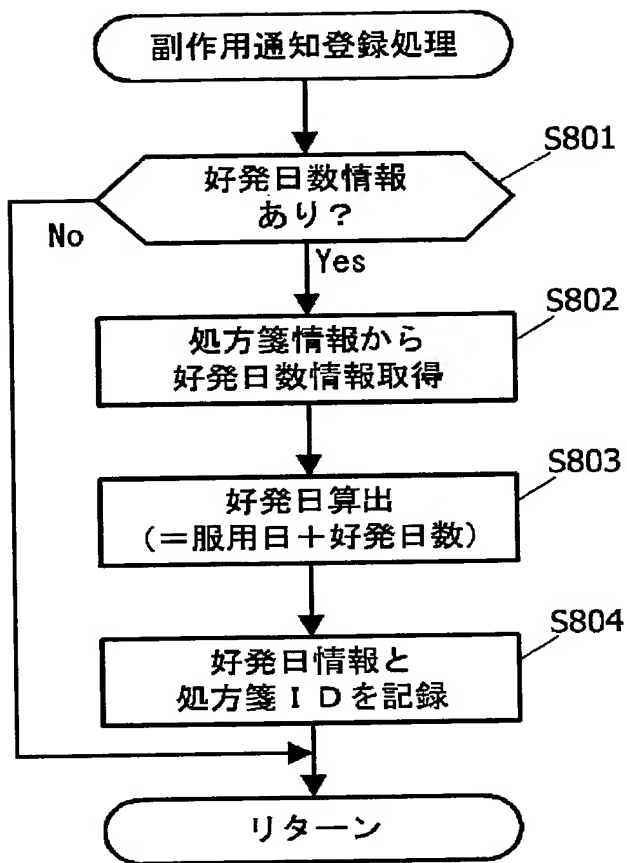 副作用通知登録処理
S801
好発日数情報
あり？
No
Yes
S802
処方箋情報から
好発日数情報取得
S803
好発日算出
（＝服用日＋好発日数）
S804
好発日情報と
処方箋ＩＤを記録
リターン